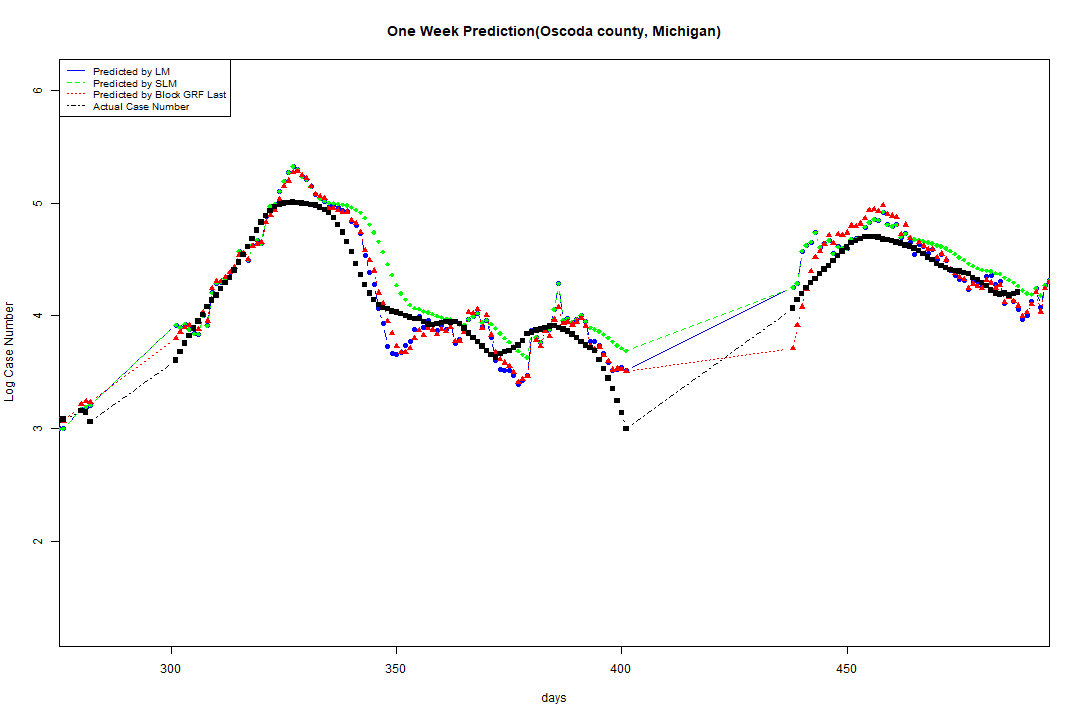 One Week Prediction(Oscoda county, Michigan)
Predicted by LM
Predicted by SLM
Predicted by Block GRF Last
Actual Case Number
6
5
4
3
2
Log Case Number
300
350
400
450
days